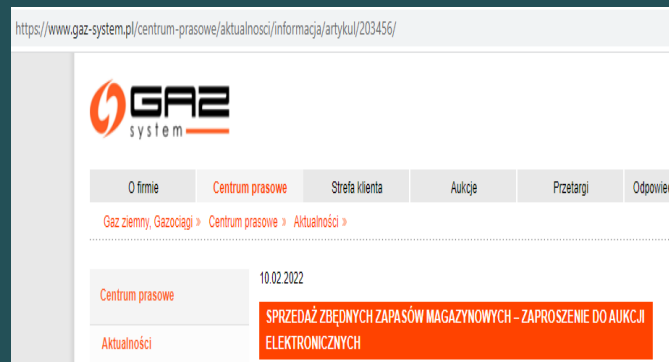 https://www.gaz-system.pl/centrum-prasowe/aktualnosci/informacja/artykul/203456/
GAZ
system
O firmie Centrum prasowe Strefa klienta Aukcje Przetargi Odpowied
Gaz ziemny, Gazociągi » Centrum prasowe » Aktualności »
10.02.2022
Centrum prasowe
SPRZEDAŻ ZBĘDNYCH ZAPASÓW MAGAZYNOWYCH – ZAPROSZENIE DO AUKCJI
ELEKTRONICZNYCH
Aktualności